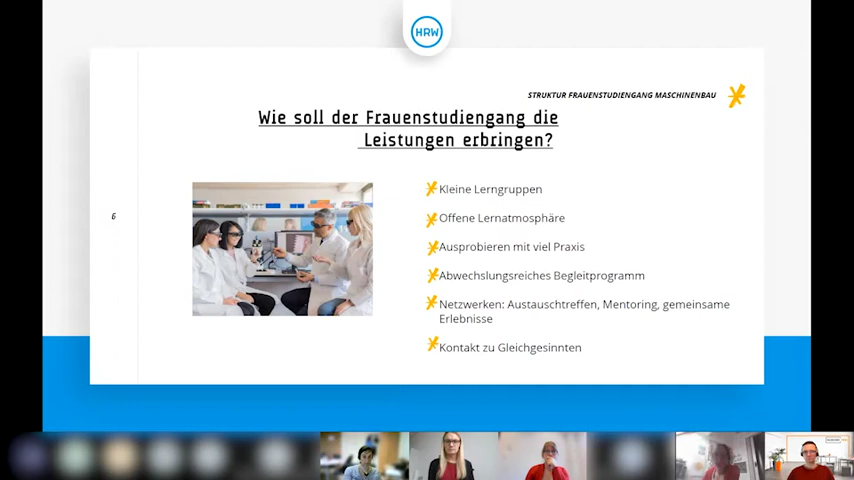 HRW
STRUKTUR FRAUENSTUDIENGANG MASCHINENBAU
Wie soll der Frauenstudiengang die
Leistungen erbringen?
6
Kleine Lerngruppen
Offene Lernatmosphäre
Ausprobieren mit viel Praxis
Abwechslungsreiches Begleitprogramm
Netzwerken: Austauschtreffen, Mentoring, gemeinsame
Erlebnisse
Kontakt zu Gleichgesinnten